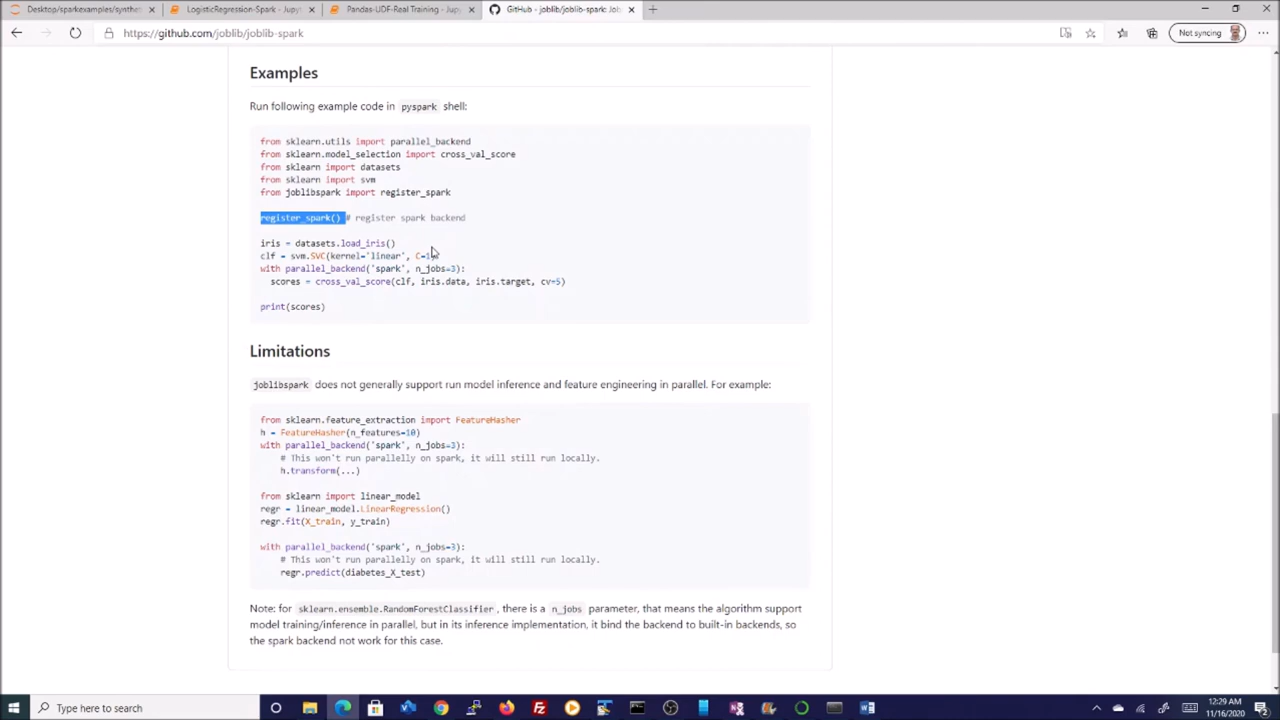 Desktop/sparkexamples/synthe
LogisticRegression-Spark - Jupyt
Pandas-UDF-Real Training - Jup
GitHub - joblib/joblib-spark: Job
https://github.com/joblib/joblib-spark
Not syncing
Examples
Run following example code in pyspark shell:
from sklearn.utils import parallel_backend
from sklearn.model_selection import cross_val_score
from sklearn import datasets
from sklearn import svm
from joblibspark import register_spark
register_spark() # register spark backend
iris = datasets.load_iris()
clf = svm.SVC(kernel='linear', C=1)
with parallel_backend('spark', n_jobs=3):
scores = cross_val_score(clf, iris.data, iris.target, cv=5)
print(scores)
Limitations
joblibspark does not generally support run model inference and feature engineering in parallel. For example:
from sklearn.feature_extraction import FeatureHasher
h = FeatureHasher(n_features=10)
with parallel_backend('spark', n_jobs=3):
# This won't run parallelly on spark, it will still run locally.
h.transform(...)
from sklearn import linear_model
regr = linear_model.LinearRegression()
regr.fit(X_train, y_train)
with parallel_backend('spark', n_jobs=3):
# This won't run parallelly on spark, it will still run locally.
regr.predict(diabetes_X_test)
Note: for sklearn.ensemble.RandomForestClassifier, there is a n_jobs parameter, that means the algorithm support
model training/inference in parallel, but in its inference implementation, it bind the backend to built-in backends, so
the spark backend not work for this case.
Type here to search
12:29 AM
11/16/2020